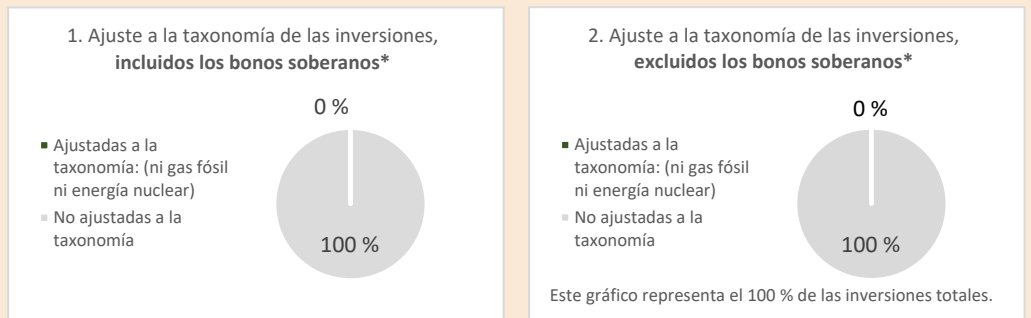 1. Ajuste a la taxonomía de las inversiones,
incluidos los bonos soberanos*
0 %
Ajustadas a la
taxonomía: (ni gas fósil
ni energía nuclear)
No ajustadas a la
taxonomía
100 %
2. Ajuste a la taxonomía de las inversiones,
excluidos los bonos soberanos*
0 %
Ajustadas a la
taxonomía: (ni gas fósil
ni energía nuclear)
No ajustadas a la
taxonomía
100 %
Este gráfico representa el 100 % de las inversiones totales.